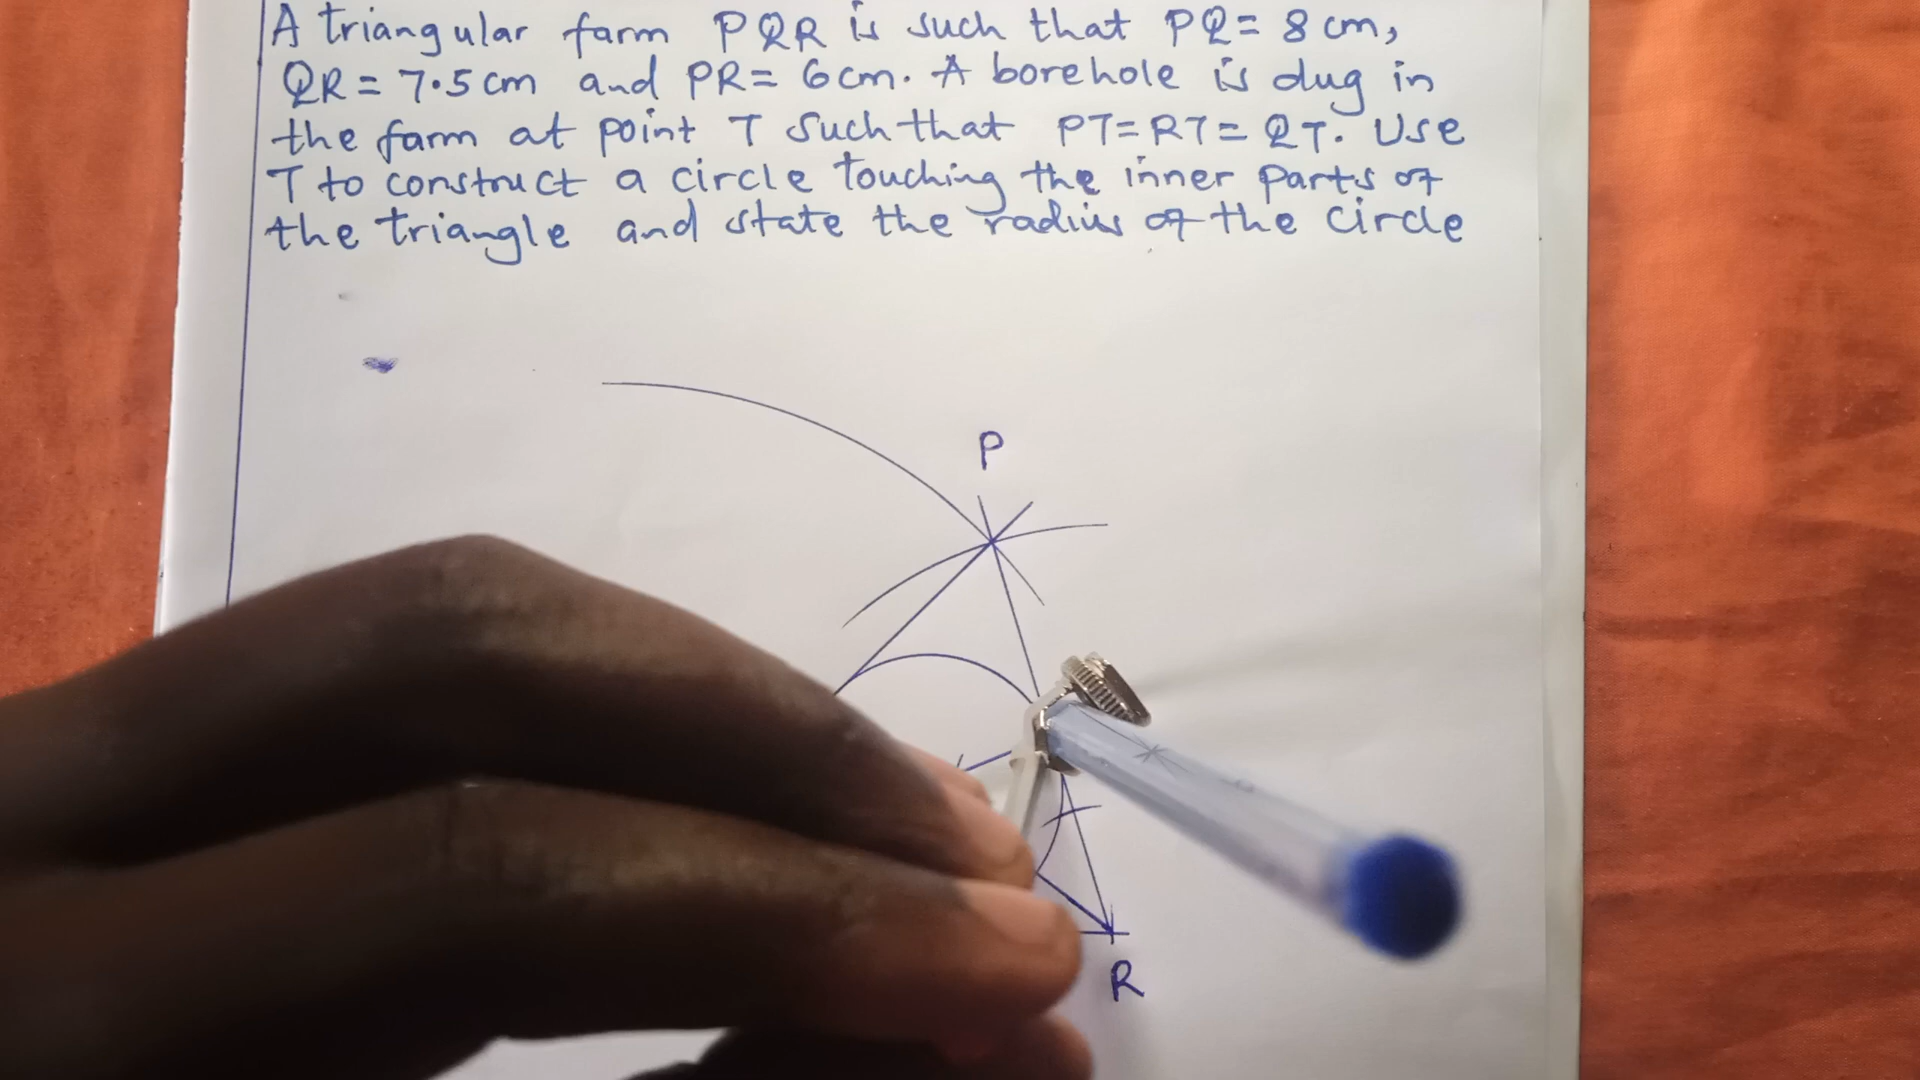 A triangular farm PQR is such that PQ= 8 cm,
QR = 7.5 cm and PR= 6 cm. A borehole is dug in
the farm at point T such that PT=RT=QT. Use
T to construct a circle touching the inner parts of
the triangle and state the radius of the circle
P
R